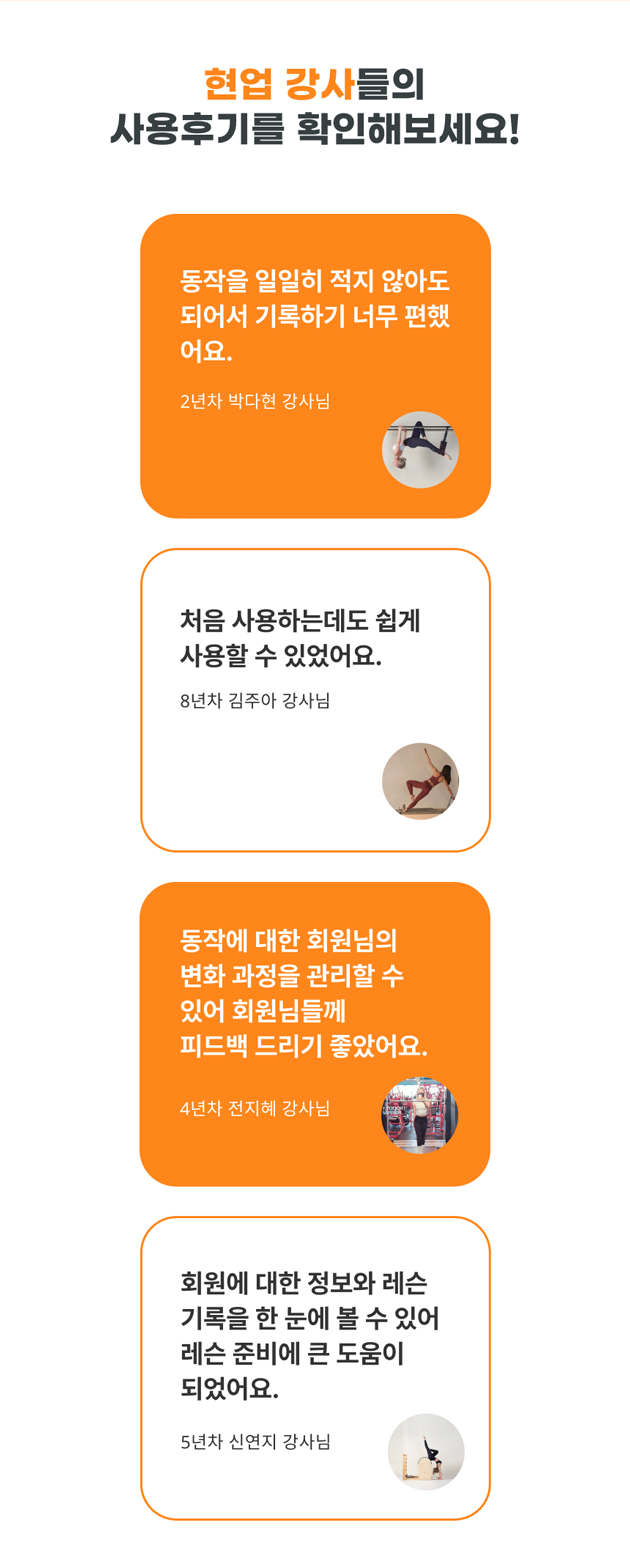 현업 강사들의
사용후기를 확인해보세요!
동작을 일일히 적지 않아도
되어서 기록하기 너무 편했
어요.
2년차 박다현 강사님
처음 사용하는데도 쉽게
사용할 수 있었어요.
8년차 김주아 강사님
동작에 대한 회원님의
변화 과정을 관리할 수
있어 회원님들께
피드백 드리기 좋았어요.
4년차 전지혜 강사님
회원에 대한 정보와 레슨
기록을 한 눈에 볼 수 있어
레슨 준비에 큰 도움이
되었어요.
5년차 신연지 강사님